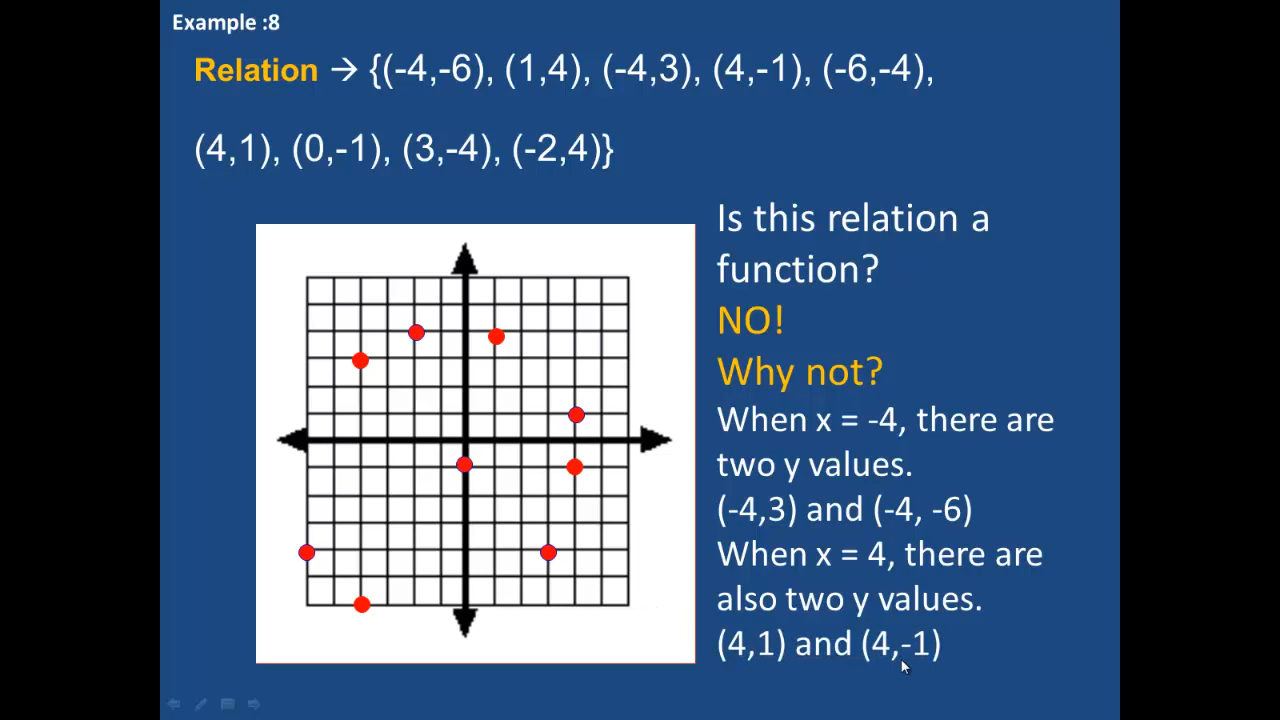 Example :8
Relation → {(-4,-6), (1,4), (-4,3), (4,-1), (-6,-4),
(4,1), (0,-1), (3,-4), (-2,4)}
Is this relation a
function?
NO!
Why not?
When x = -4, there are
two y values.
(-4,3) and (-4, -6)
When x = 4, there are
also two y values.
(4,1) and (4,-1)